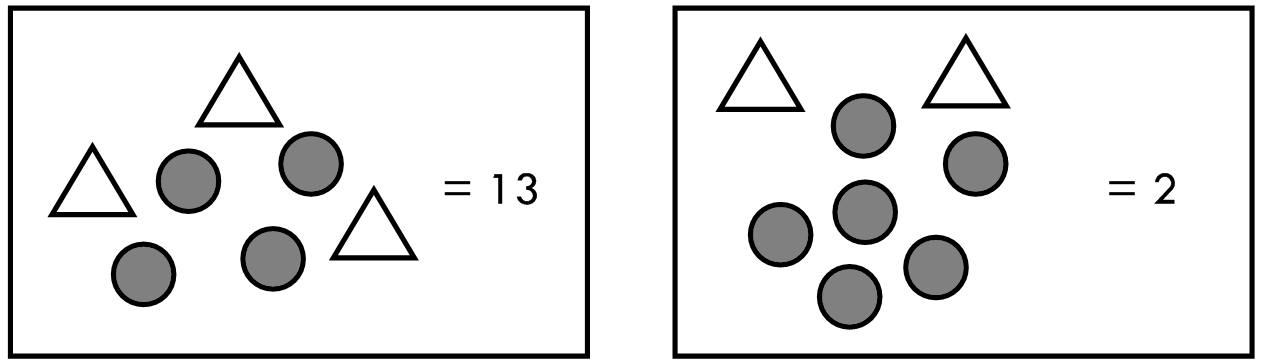 = 13
= 2